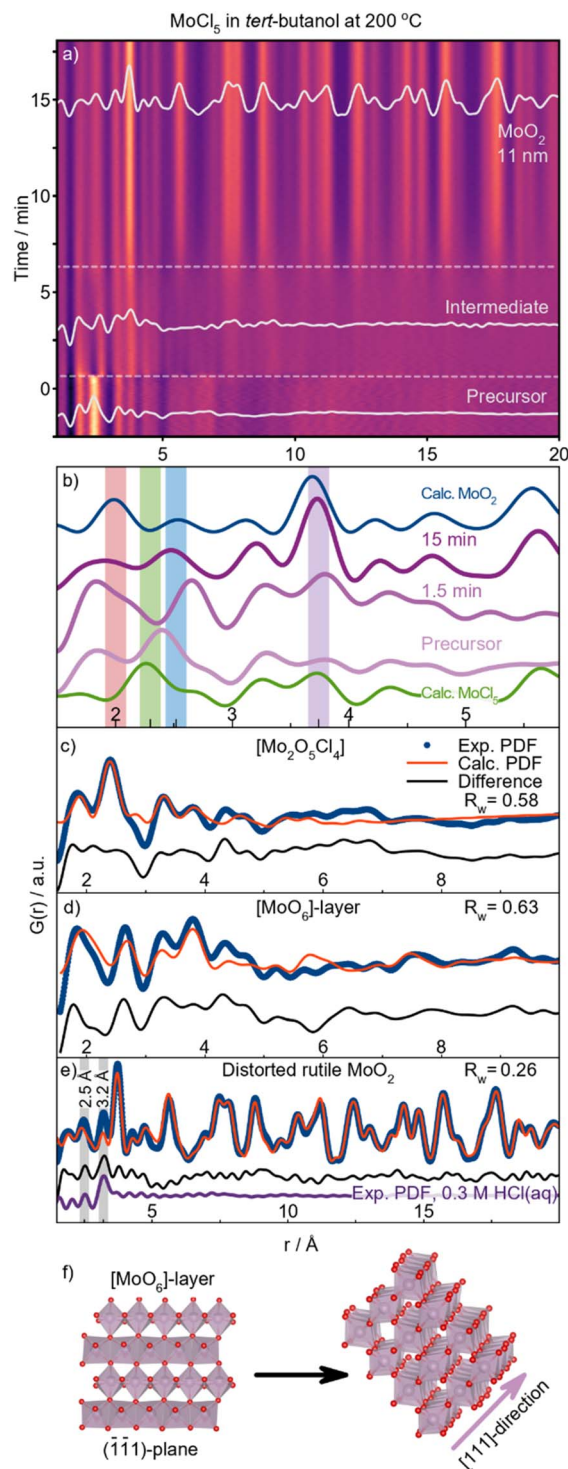 MoCl₅ in tert-butanol at 200 °C
a)
15
MoO₂
11 nm
10
Time / min
5
Intermediate
0
Precursor
5 10 15 20
b)
Calc. MoO₂
15 min
1.5 min
Precursor
Calc. MoCl₅
2 3 4 5
c) [Mo₂O₅Cl₄]
Exp. PDF
Calc. PDF
Difference
R_w = 0.58
2 4 6 8
G(r) / a.u.
d) [MoO₆]-layer R_w = 0.63
2 4 6 8
e) Distorted rutile MoO₂ R_w = 0.26
2.5 Å
3.2 Å
Exp. PDF, 0.3 M HCl(aq)
5 10 15
r / Å
f) [MoO₆]-layer
(1̄1̄1)-plane
[111]-direction